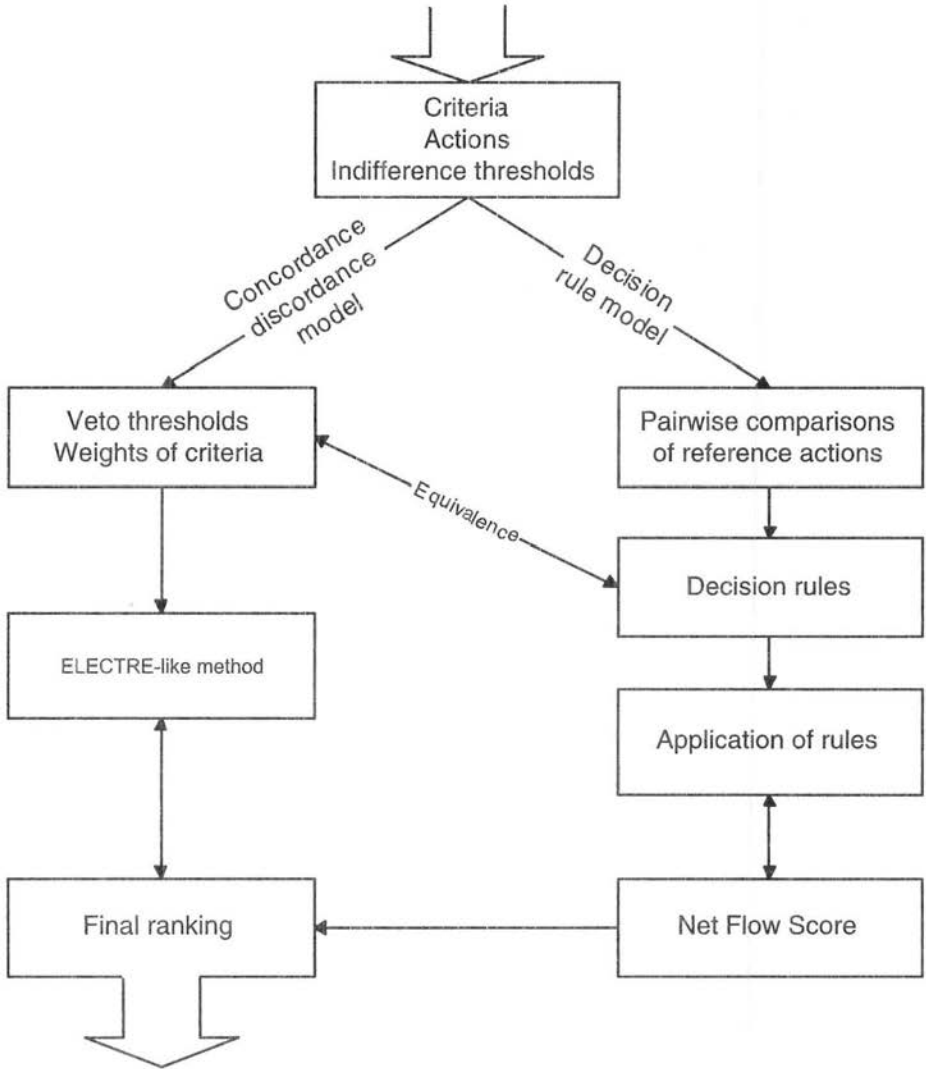 Criteria
Actions
Indifference thresholds
Concordance
discordance
model
Decision
rule model
Veto thresholds
Weights of criteria
Pairwise comparisons
of reference actions
Equivalence
Decision rules
ELECTRE-like method
Application of rules
Final ranking
Net Flow Score